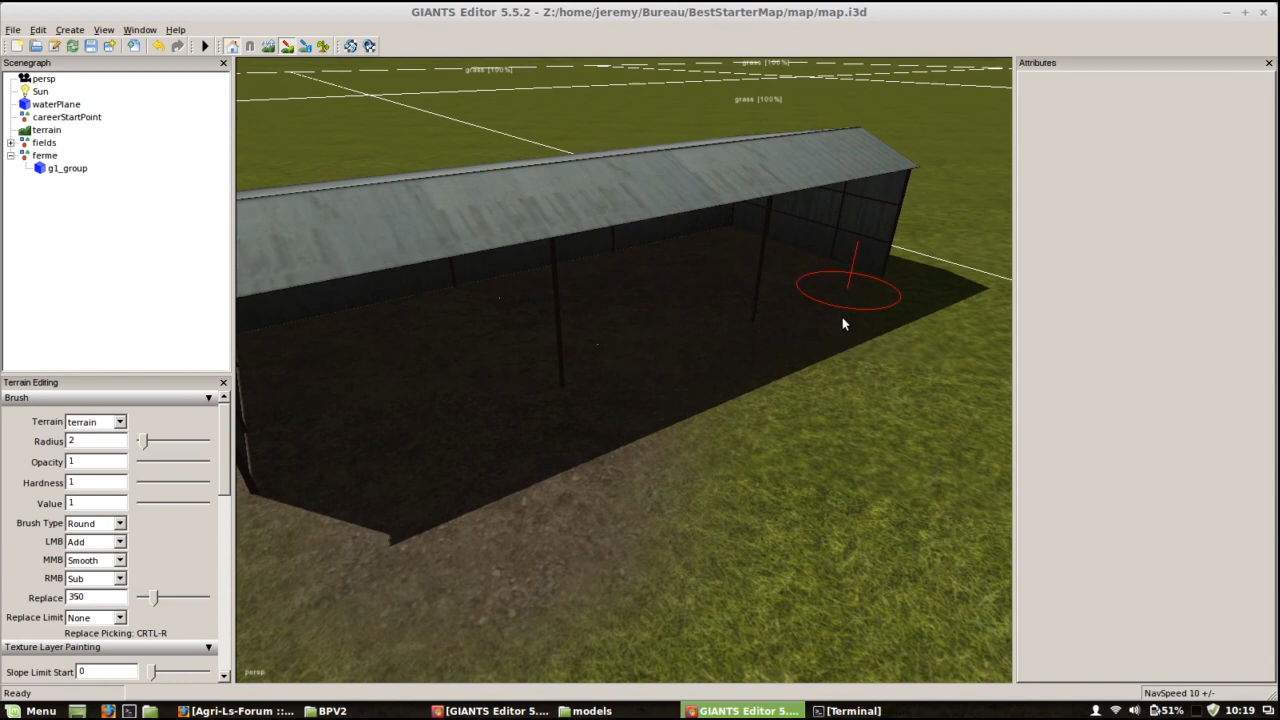 GIANTS Editor 5.5.2 - Z:/home/jeremy/Bureau/BestStarterMap/map/map.i3d
File Edit Create View Window Help
Scenegraph
persp
Sun
waterPlane
careerStartPoint
terrain
fields
ferme
g1_group
Terrain Editing
Brush
Terrain terrain
Radius 2
Opacity 1
Hardness 1
Value 1
Brush Type Round
LMB Add
MMB Smooth
RMB Sub
Replace 350
Replace Limit None
Replace Picking: CRTL-R
Texture Layer Painting
Slope Limit Start 0
grass [100%]
grass [100%]
grass [100%]
persp
Attributes
Ready
NavSpeed 10 +/-
Menu
[Agri-Ls-Forum ::...
BPV2
[GIANTS Editor 5....
models
GIANTS Editor 5....
[Terminal]
51%
10:19